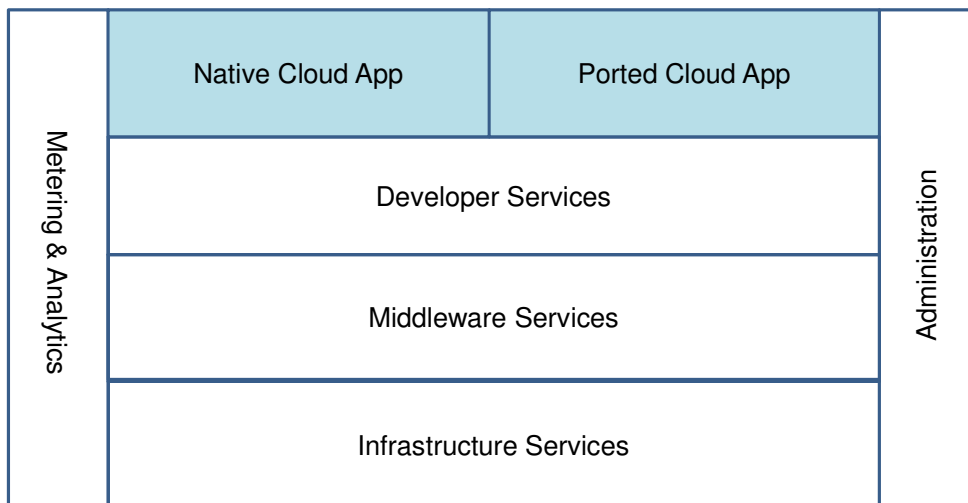 Native Cloud App
Ported Cloud App
Metering & Analytics
Developer Services
Administration
Middleware Services
Infrastructure Services